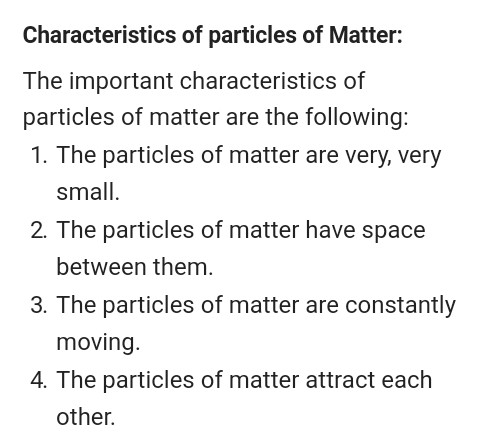 Characteristics of particles of Matter:
The important characteristics of
particles of matter are the following:
1. The particles of matter are very, very
small.
2. The particles of matter have space
between them.
3. The particles of matter are constantly
moving.
4. The particles of matter attract each
other.